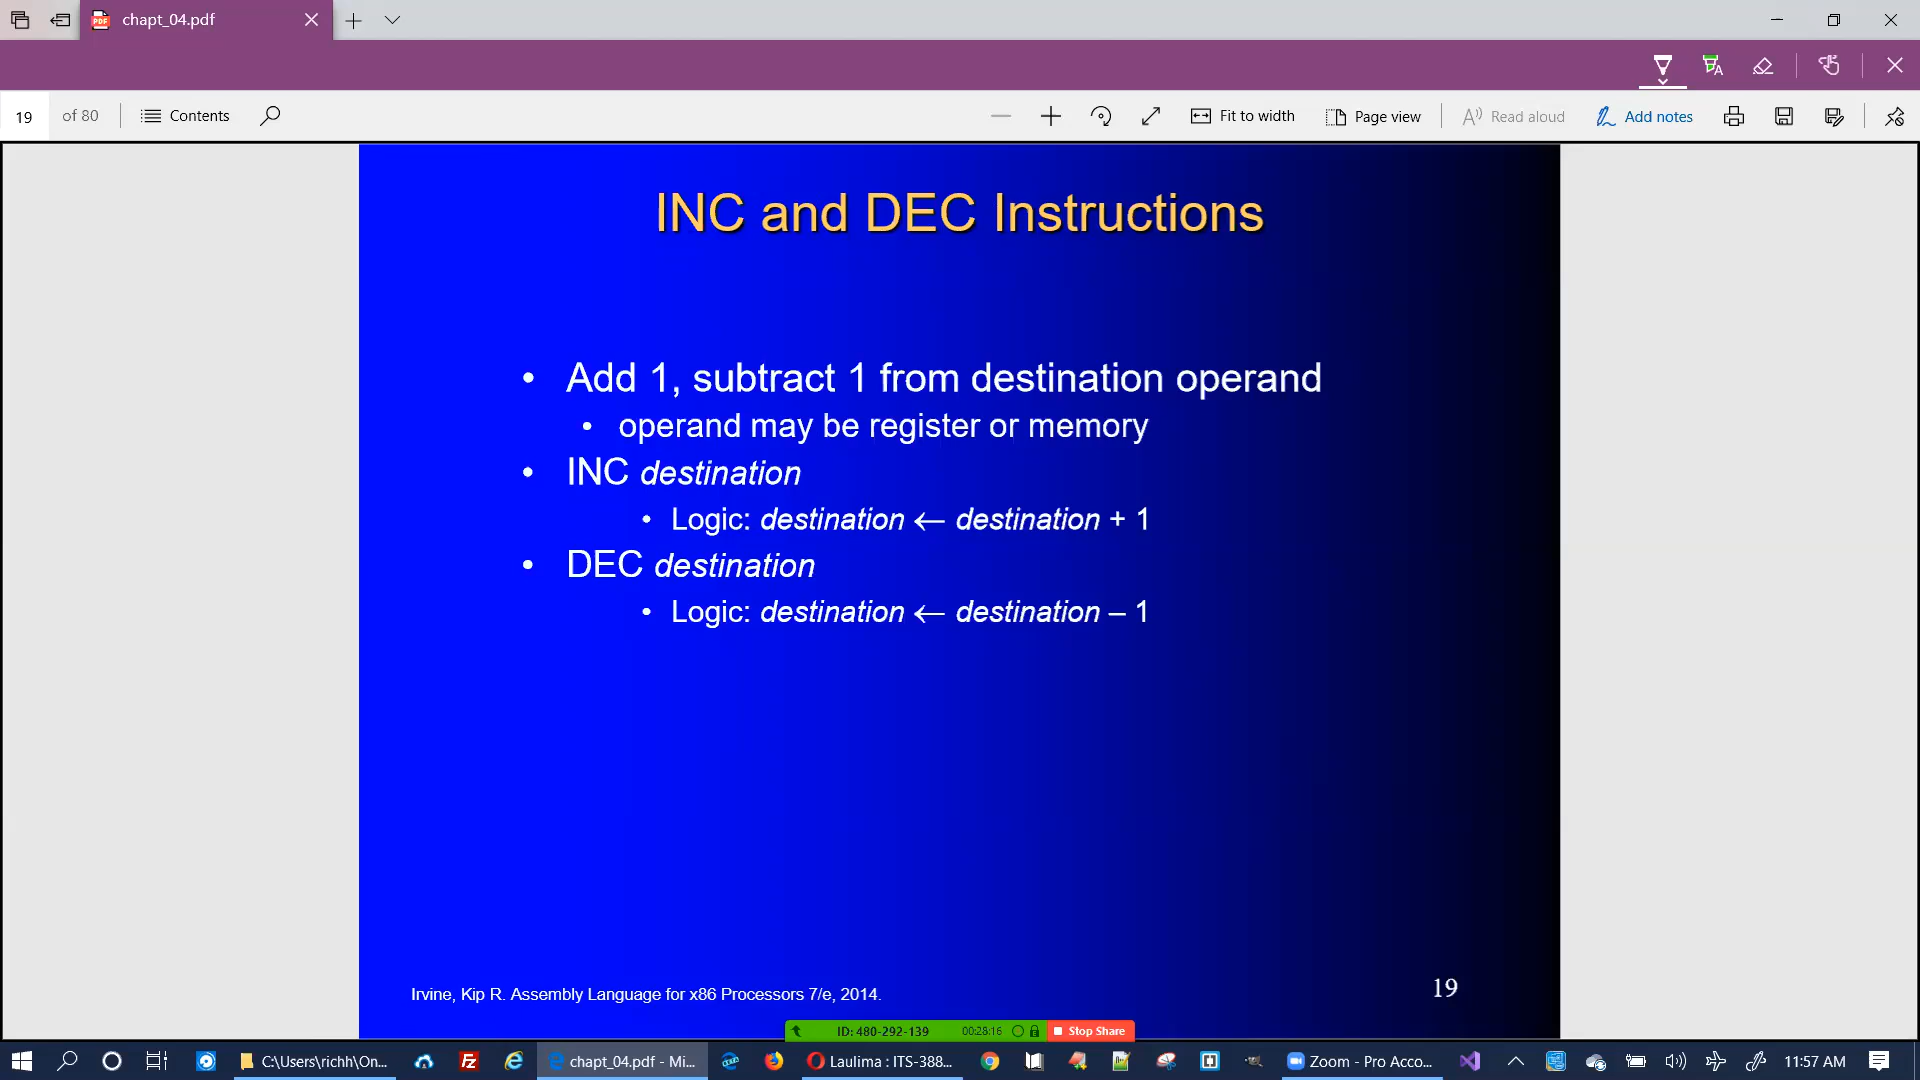 chapt_04.pdf
19 of 80 Contents Fit to width Page view Read aloud Add notes
INC and DEC Instructions
• Add 1, subtract 1 from destination operand
• operand may be register or memory
• INC destination
• Logic: destination ← destination + 1
• DEC destination
• Logic: destination ← destination – 1
Irvine, Kip R. Assembly Language for x86 Processors 7/e, 2014.
19
ID: 480-292-139 00:28:16 Stop Share
C:\Users\richh\On... chapt_04.pdf - Mi... Laulima : ITS-388... Zoom - Pro Acco... 11:57 AM